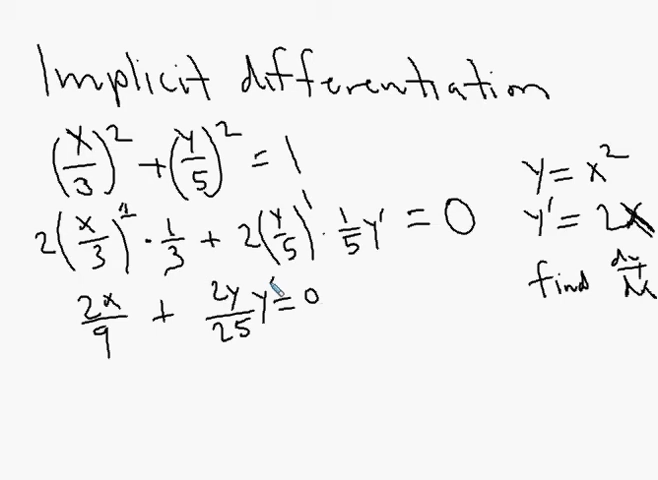 Implicit differentiation
(x/3)^2 + (y/5)^2 = 1
2(x/3)^1 · 1/3 + 2(y/5)^1 · 1/5 y' = 0
2x/9 + 2y/25 y' = 0
y = x^2
y' = 2x
find dy/dx